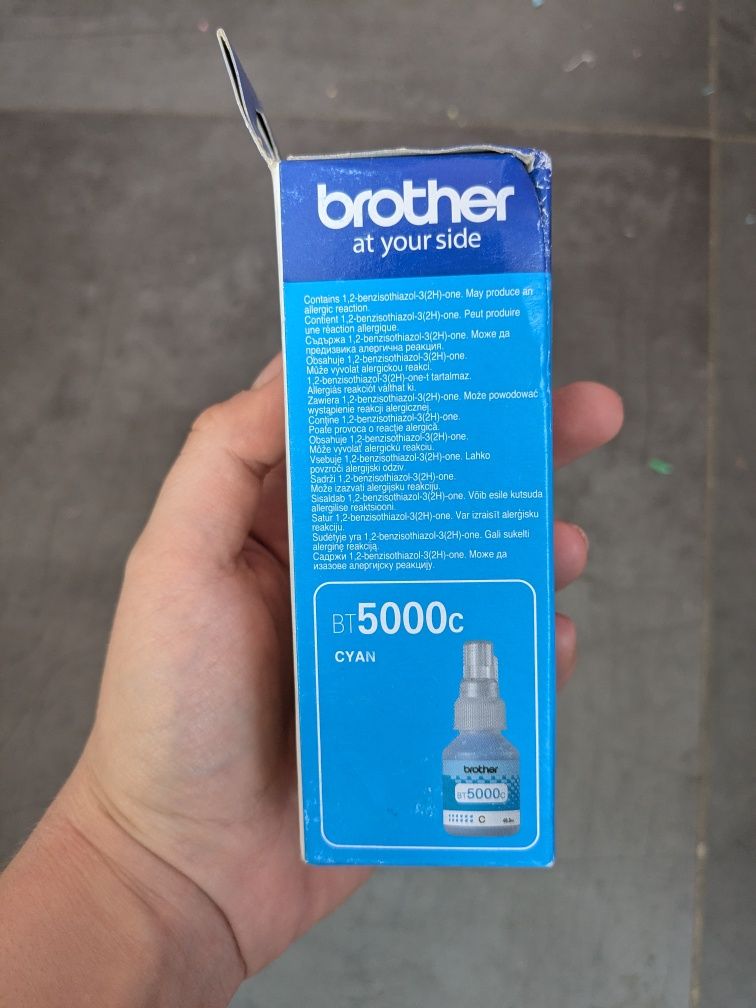 brother
at your side
Contains 1,2-benzisothiazol-3(2H)-one. May produce an
allergic reaction.
Contient 1,2-benzisothiazol-3(2H)-one. Peut produire
une réaction allergique.
Съдържа 1,2-benzisothiazol-3(2H)-one. Може да
предизвика алергична реакция.
Obsahuje 1,2-benzisothiazol-3(2H)-one.
Může vyvolat alergickou reakci.
1,2-benzisothiazol-3(2H)-one-t tartalmaz.
Allergiás reakciót válthat ki.
Zawiera 1,2-benzisothiazol-3(2H)-one. Może powodować
wystąpienie reakcji alergicznej.
Conține 1,2-benzisothiazol-3(2H)-one.
Poate provoca o reacție alergică.
Obsahuje 1,2-benzisothiazol-3(2H)-one.
Môže vyvolať alergickú reakciu.
Vsebuje 1,2-benzisothiazol-3(2H)-one. Lahko
povzroči alergijski odziv.
Sadrži 1,2-benzisothiazol-3(2H)-one.
Može izazvati alergijsku reakciju.
Sisaldab 1,2-benzisothiazol-3(2H)-one. Võib esile kutsuda
allergilise reaktsiooni.
Satur 1,2-benzisothiazol-3(2H)-one. Var izraisīt alerģisku
reakciju.
Sudėtyje yra 1,2-benzisothiazol-3(2H)-one. Gali sukelti
alerginę reakciją.
Садржи 1,2-benzisothiazol-3(2H)-one. Може да
изазове алергијску реакцију.
BT5000C
CYAN
brother
BT5000C
C